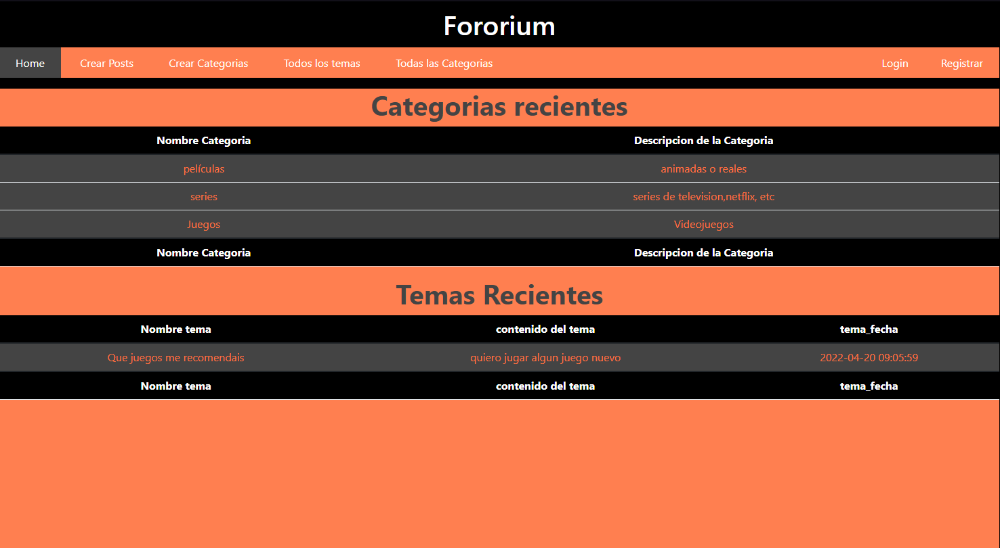 Fororium
Home Crear Posts Crear Categorias Todos los temas Todas las Categorias Login Registrar
Categorias recientes
Nombre Categoria Descripcion de la Categoria
películas animadas o reales
series series de television,netflix, etc
Juegos Videojuegos
Nombre Categoria Descripcion de la Categoria
Temas Recientes
Nombre tema contenido del tema tema_fecha
Que juegos me recomendais quiero jugar algun juego nuevo 2022-04-20 09:05:59
Nombre tema contenido del tema tema_fecha